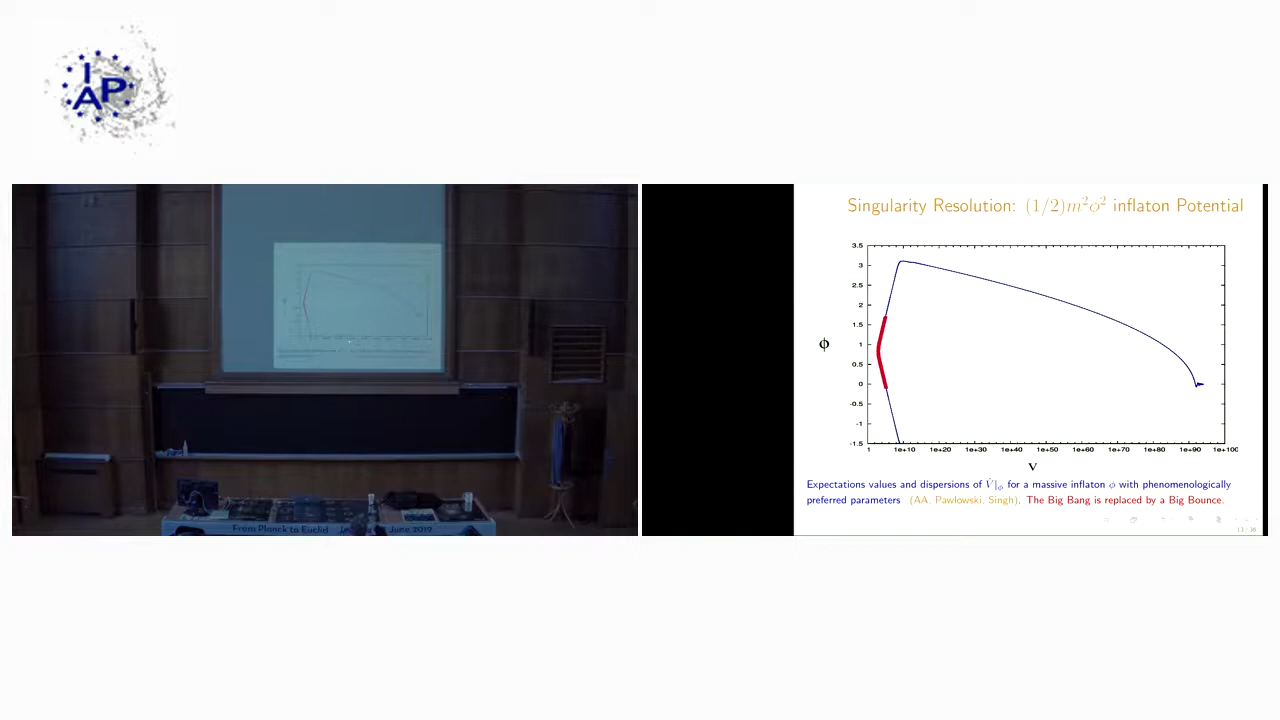 I
A P
Singularity Resolution: (1/2)m²ϕ² inflaton Potential
3.5
3
2.5
2
1.5
1
0.5
0
-0.5
-1
-1.5
ϕ
1 1e+10 1e+20 1e+30 1e+40 1e+50 1e+60 1e+70 1e+80 1e+90 1e+100
V
Expectations values and dispersions of V̂|ϕ for a massive inflaton ϕ with phenomenologically
preferred parameters (AA, Pawlowski, Singh). The Big Bang is replaced by a Big Bounce.
13 / 36
From Planck to Euclid June 2019